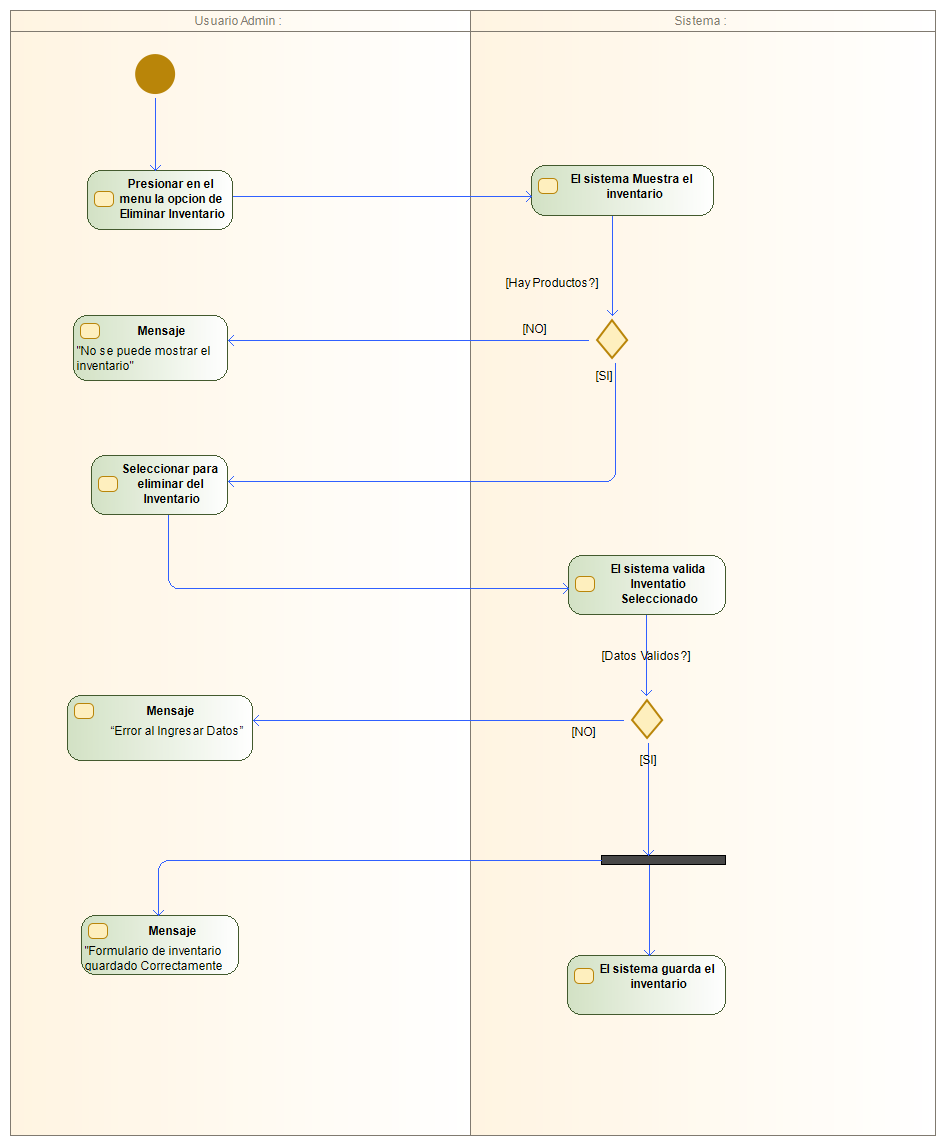 Usuario Admin :
Sistema :
Presionar en el
menu la opcion de
Eliminar Inventario
El sistema Muestra el
inventario
[Hay Productos?]
[NO]
Mensaje
"No se puede mostrar el
inventario"
[SI]
Seleccionar para
eliminar del
Inventario
El sistema valida
Inventatio
Seleccionado
[Datos Validos?]
Mensaje
“Error al Ingresar Datos”
[NO]
[SI]
Mensaje
"Formulario de inventario
guardado Correctamente
El sistema guarda el
inventario